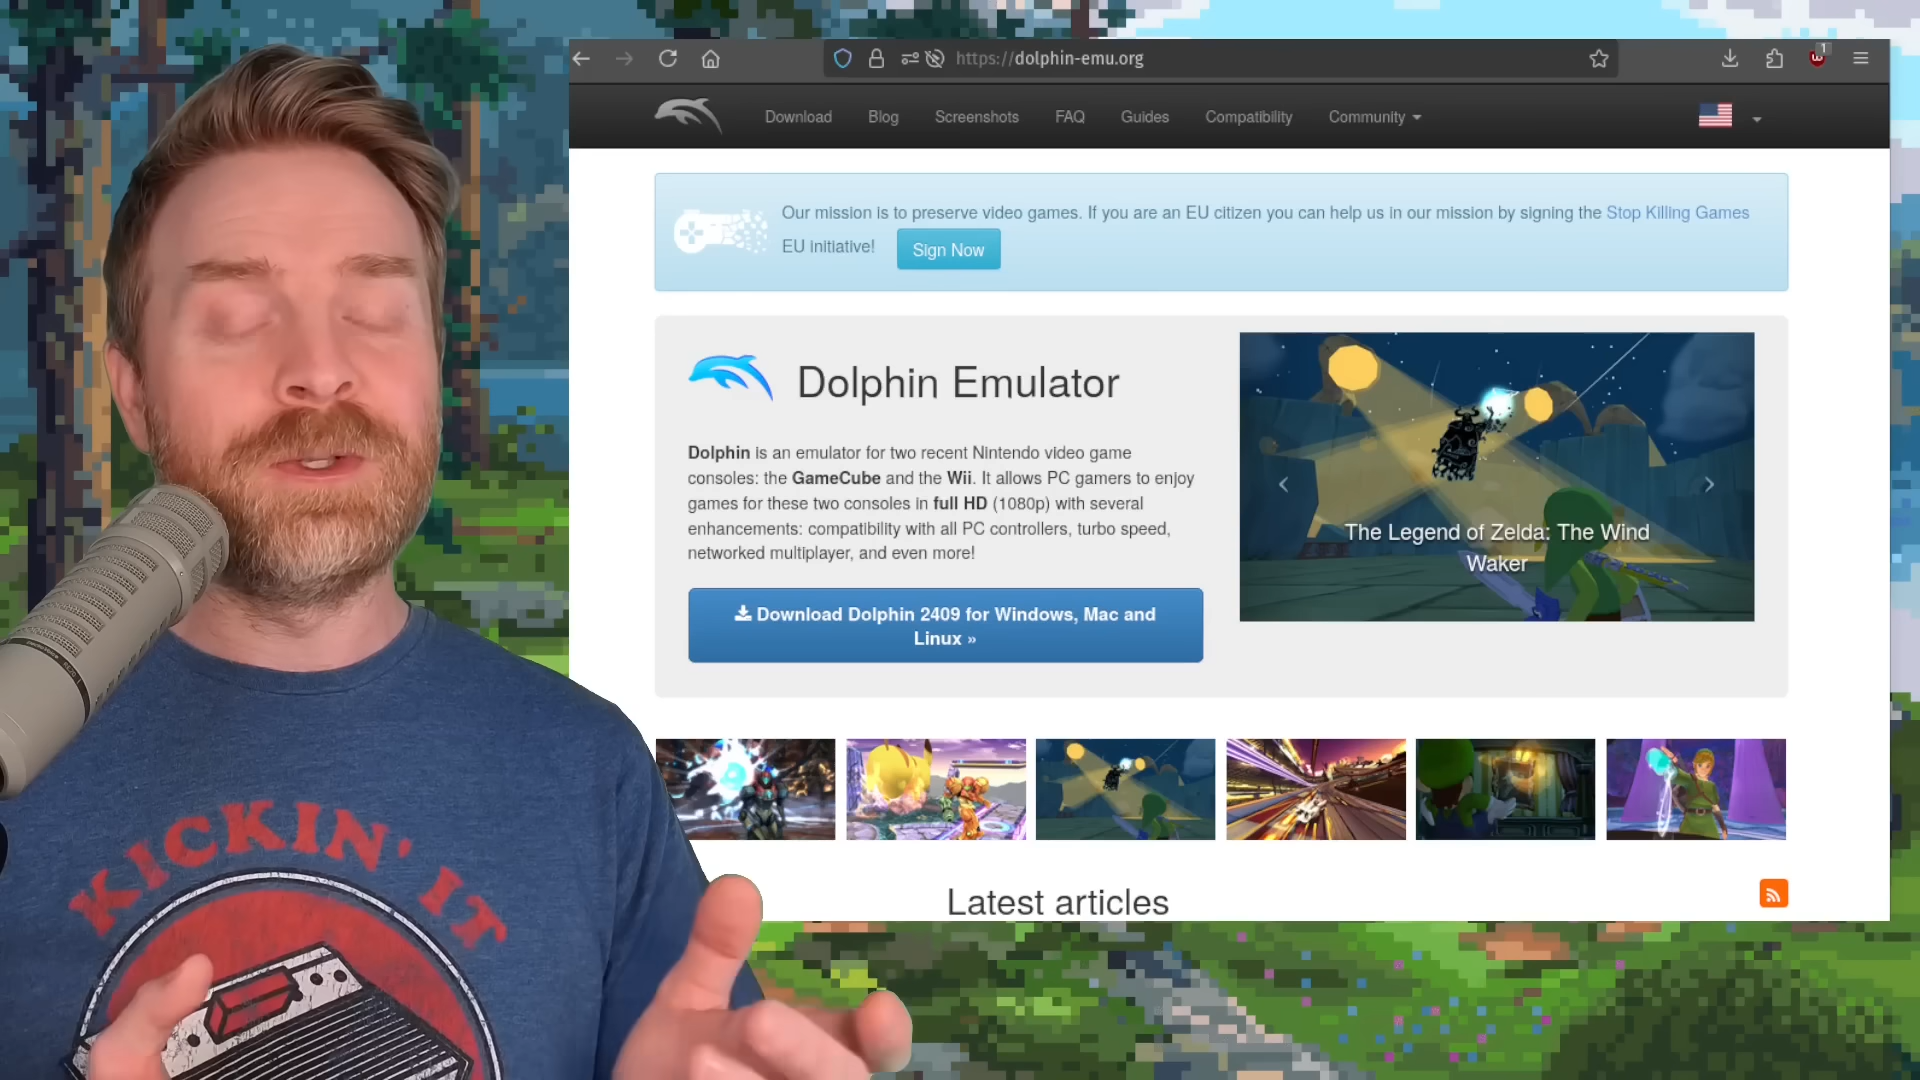 https://dolphin-emu.org
1
Download Blog Screenshots FAQ Guides Compatibility Community
Our mission is to preserve video games. If you are an EU citizen you can help us in our mission by signing the Stop Killing Games
EU initiative! Sign Now
Dolphin Emulator
Dolphin is an emulator for two recent Nintendo video game
consoles: the GameCube and the Wii. It allows PC gamers to enjoy
games for these two consoles in full HD (1080p) with several
enhancements: compatibility with all PC controllers, turbo speed,
networked multiplayer, and even more!
Download Dolphin 2409 for Windows, Mac and
Linux »
The Legend of Zelda: The Wind
Waker
Latest articles
KICKIN' IT